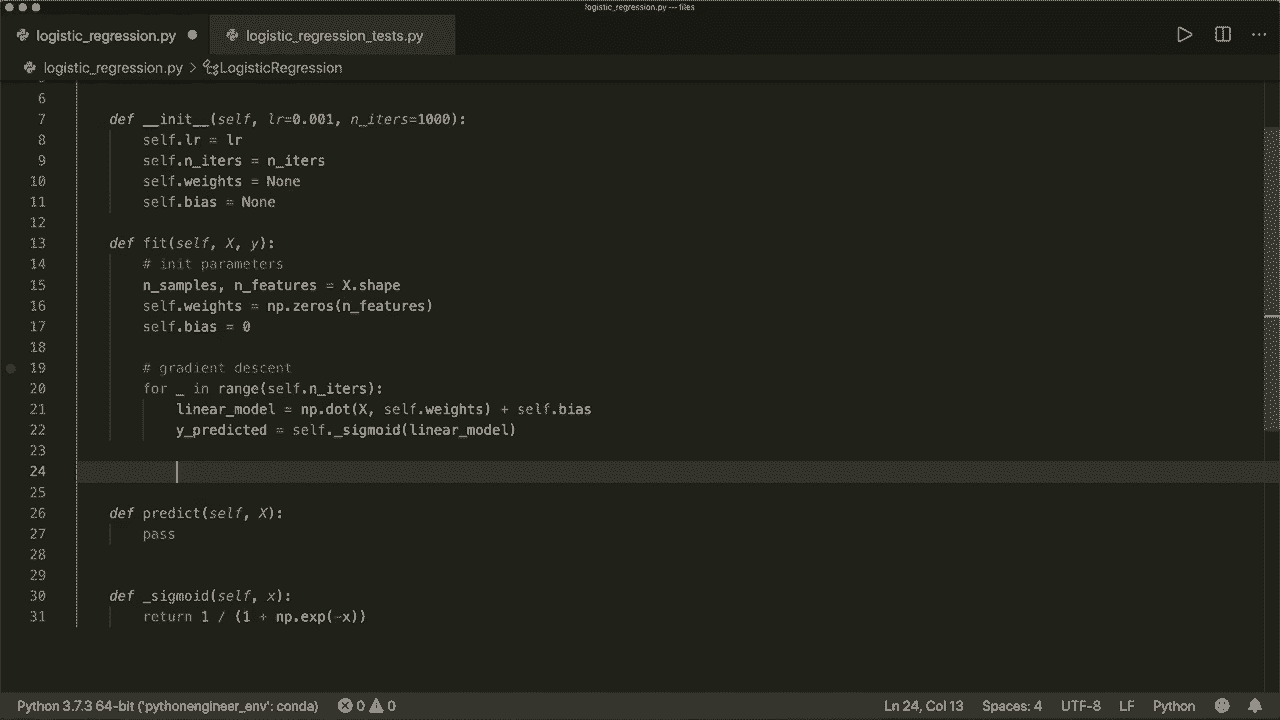 logistic_regression.py — files
logistic_regression.py
logistic_regression_tests.py
logistic_regression.py > LogisticRegression
6
7 def __init__(self, lr=0.001, n_iters=1000):
8 self.lr = lr
9 self.n_iters = n_iters
10 self.weights = None
11 self.bias = None
12
13 def fit(self, X, y):
14 # init parameters
15 n_samples, n_features = X.shape
16 self.weights = np.zeros(n_features)
17 self.bias = 0
18
19 # gradient descent
20 for _ in range(self.n_iters):
21 linear_model = np.dot(X, self.weights) + self.bias
22 y_predicted = self._sigmoid(linear_model)
23
24
25
26 def predict(self, X):
27 pass
28
29
30 def _sigmoid(self, x):
31 return 1 / (1 + np.exp(-x))
Python 3.7.3 64-bit ('pythonengineer_env': conda) 0 0 Ln 24, Col 13 Spaces: 4 UTF-8 LF Python